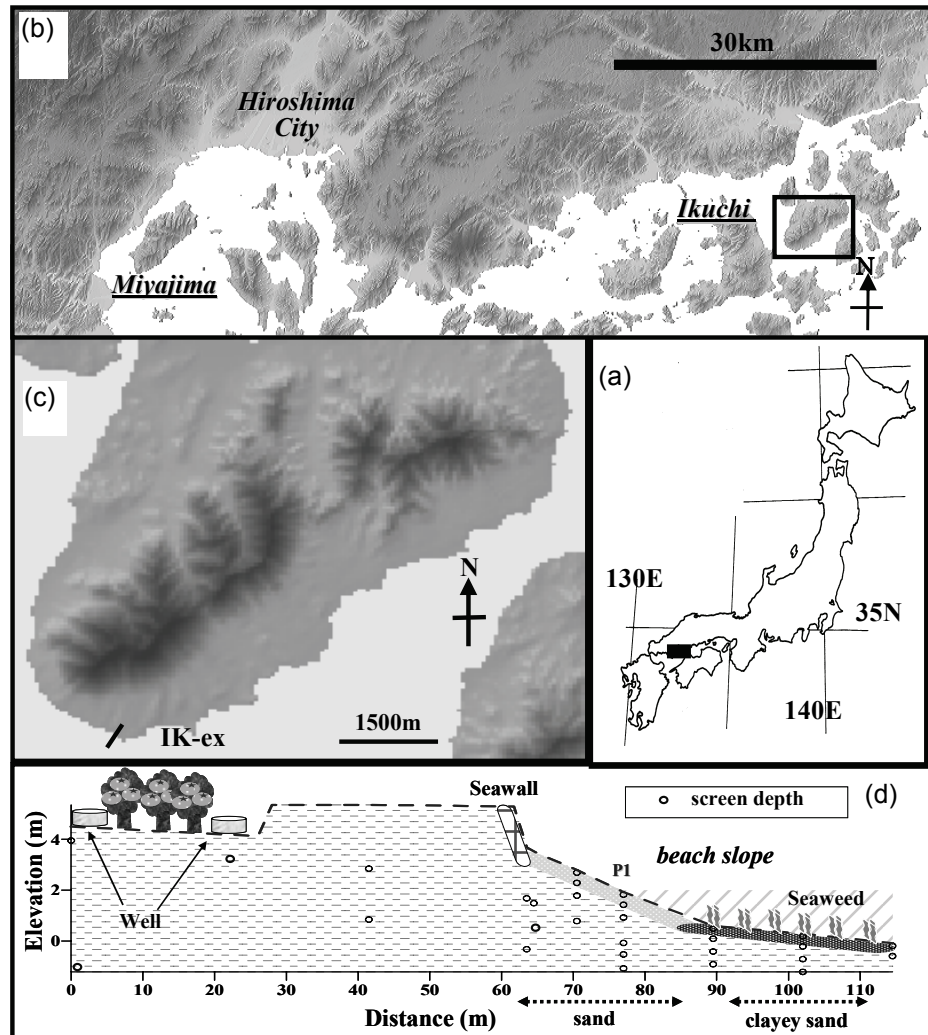 (b)
30km
Hiroshima
City
Ikuchi
Miyajima
N
(c)
N
1500m
IK-ex
(a)
130E
35N
140E
(d)
screen depth
Seawall
beach slope
P1
Seaweed
Well
Elevation (m)
4
2
0
0 10 20 30 40 50 60 70 80 90 100 110
Distance (m)
sand
clayey sand